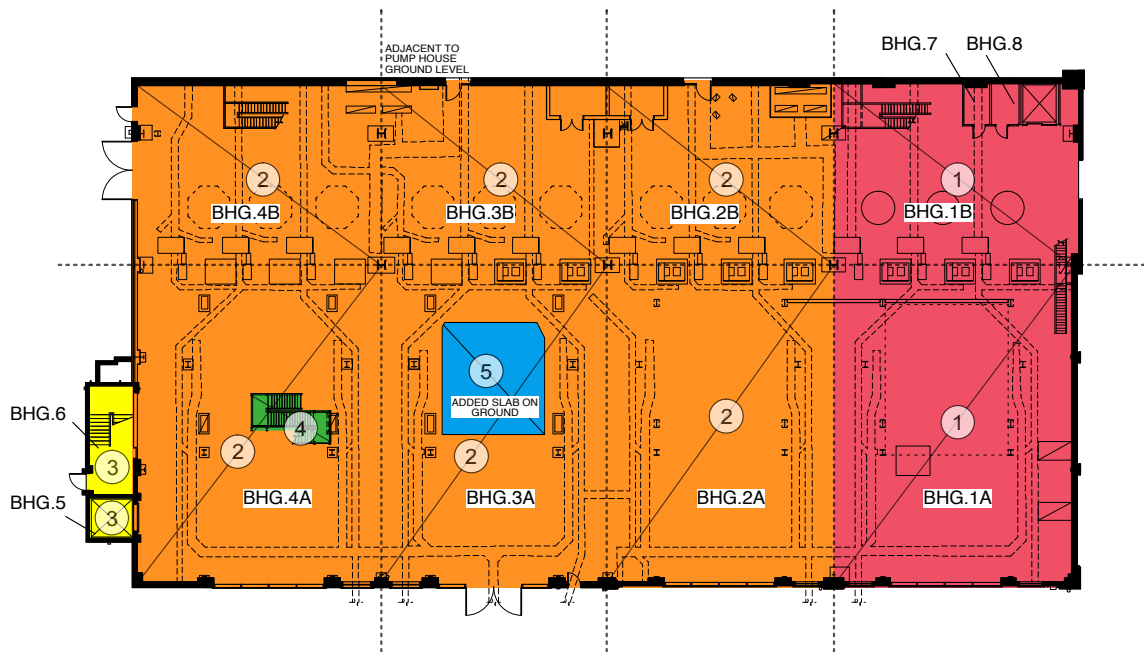 BHG.7 BHG.8
ADJACENT TO
PUMP HOUSE
GROUND LEVEL
2 2 2 1
BHG.4B BHG.3B BHG.2B BHG.1B
5
ADDED SLAB ON
GROUND
BHG.6
4
2 1
2 2
3
BHG.4A BHG.3A BHG.2A BHG.1A
BHG.5
3